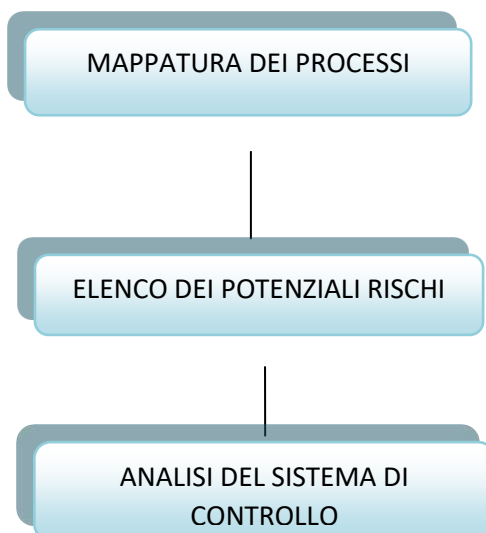 MAPPATURA DEI PROCESSI
ELENCO DEI POTENZIALI RISCHI
ANALISI DEL SISTEMA DI
CONTROLLO